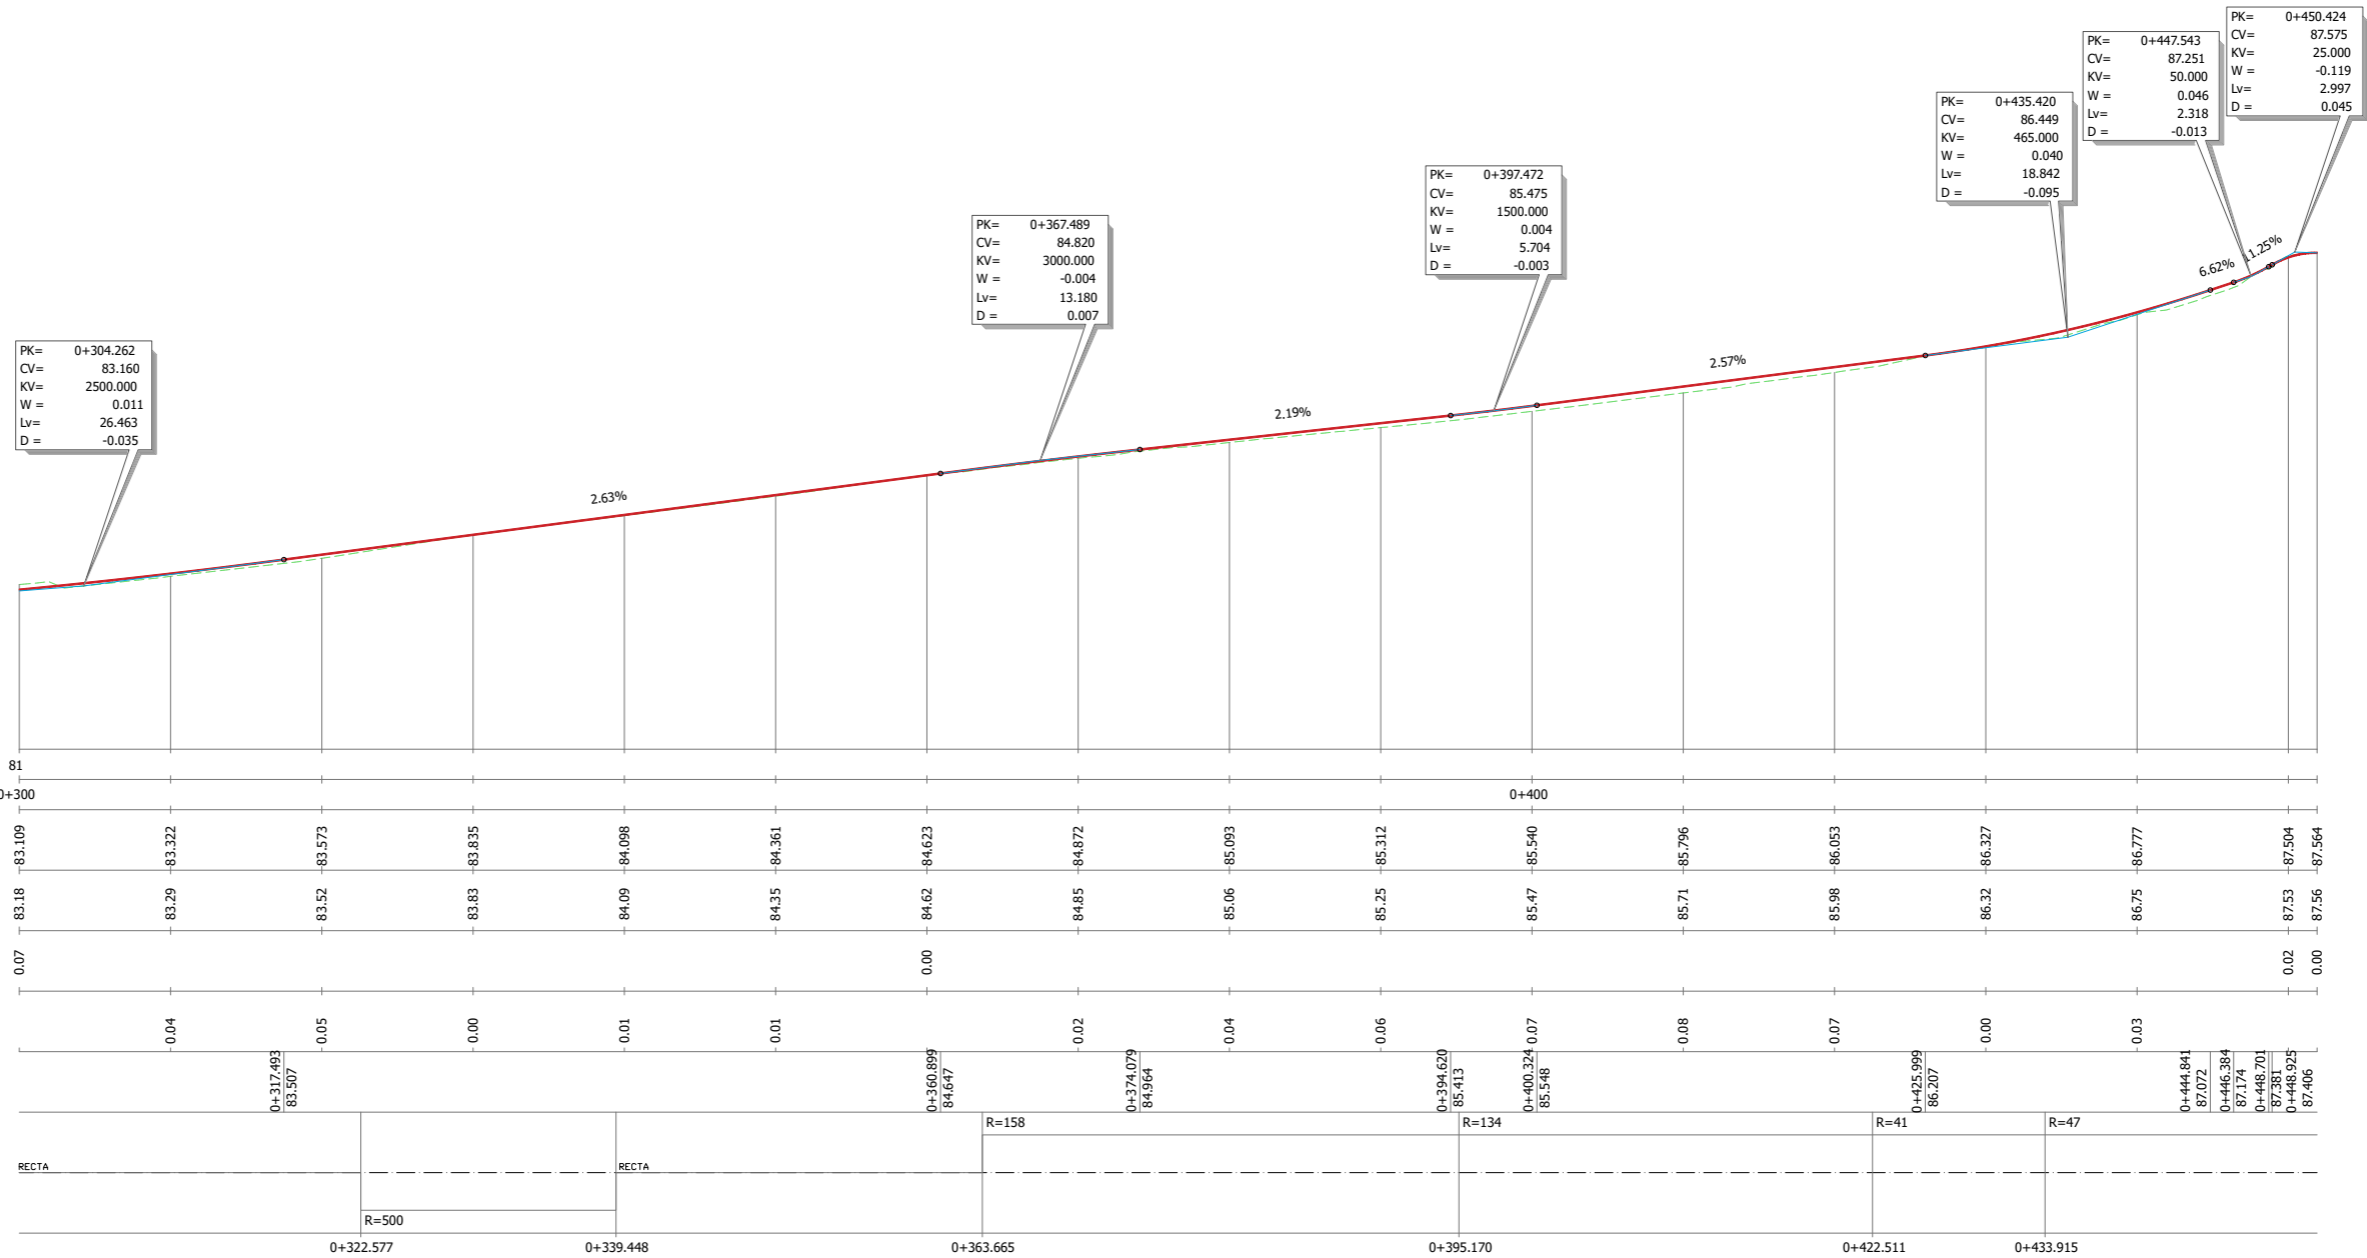 PK= 0+450.424
CV= 87.575
KV= 25.000
W = -0.119
Lv= 2.997
D = 0.045
PK= 0+447.543
CV= 87.251
KV= 50.000
W = 0.046
Lv= 2.318
D = -0.013
PK= 0+435.420
CV= 86.449
KV= 465.000
W = 0.040
Lv= 18.842
D = -0.095
PK= 0+397.472
CV= 85.475
KV= 1500.000
W = 0.004
Lv= 5.704
D = -0.003
PK= 0+367.489
CV= 84.820
KV= 3000.000
W = -0.004
Lv= 13.180
D = 0.007
PK= 0+304.262
CV= 83.160
KV= 2500.000
W = 0.011
Lv= 26.463
D = -0.035
2.63%
2.19%
2.57%
6.62%
11.25%
81
0+300
0+400
83.109
83.322
83.573
83.835
84.098
84.361
84.623
84.872
85.093
85.312
85.540
85.796
86.053
86.327
86.777
87.504
87.564
83.18
83.29
83.52
83.83
84.09
84.35
84.62
84.85
85.06
85.25
85.47
85.71
85.98
86.32
86.75
87.53
87.56
0.07
0.00
0.02
0.00
0.04
0.05
0.00
0.01
0.01
0.02
0.04
0.06
0.07
0.08
0.07
0.00
0.03
0+317.493
83.507
0+360.899
84.647
0+374.079
84.964
0+394.620
85.413
0+400.324
85.548
0+425.999
86.207
0+444.841
87.072
0+446.384
87.174
0+448.701
87.381
0+448.925
87.406
R=158
R=134
R=41
R=47
RECTA
RECTA
R=500
0+322.577
0+339.448
0+363.665
0+395.170
0+422.511
0+433.915